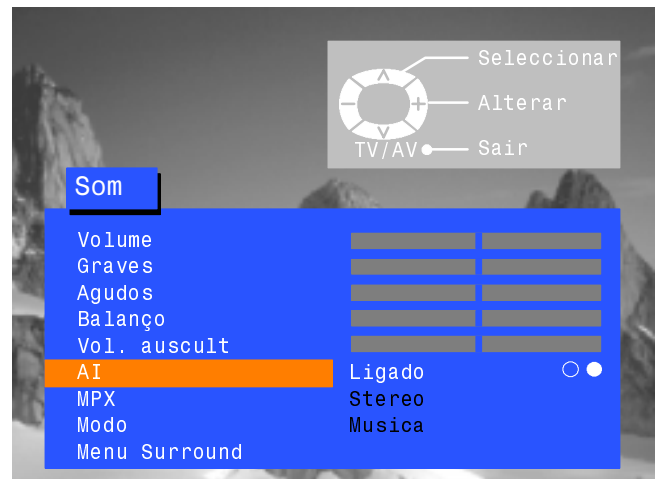 Seleccionar
Alterar
TV/AV Sair
Som
Volume
Graves
Agudos
Balanço
Vol. auscult
AI Ligado
MPX Stereo
Modo Musica
Menu Surround